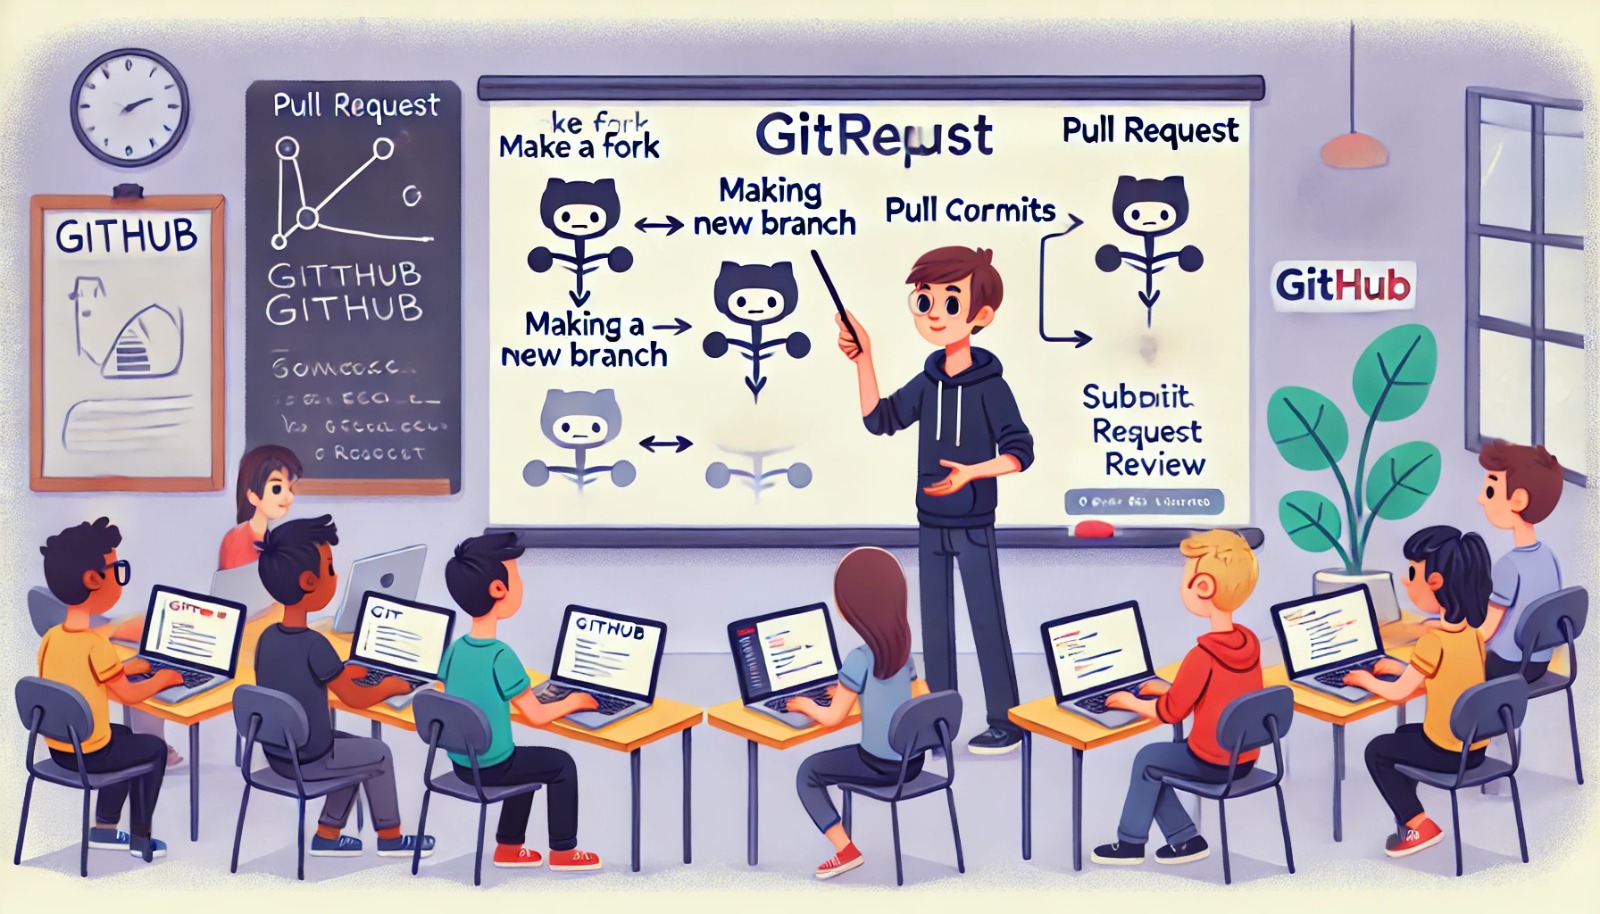 Pull Request
GITHUB
GITTHUB
GITHUB
ke fork
Make a fork
GitRequst
Pull Request
Making
new branch
Pull Cormits
Making a
new branch
Submitit
Request
Review
GitHub
GIT
GITHUB